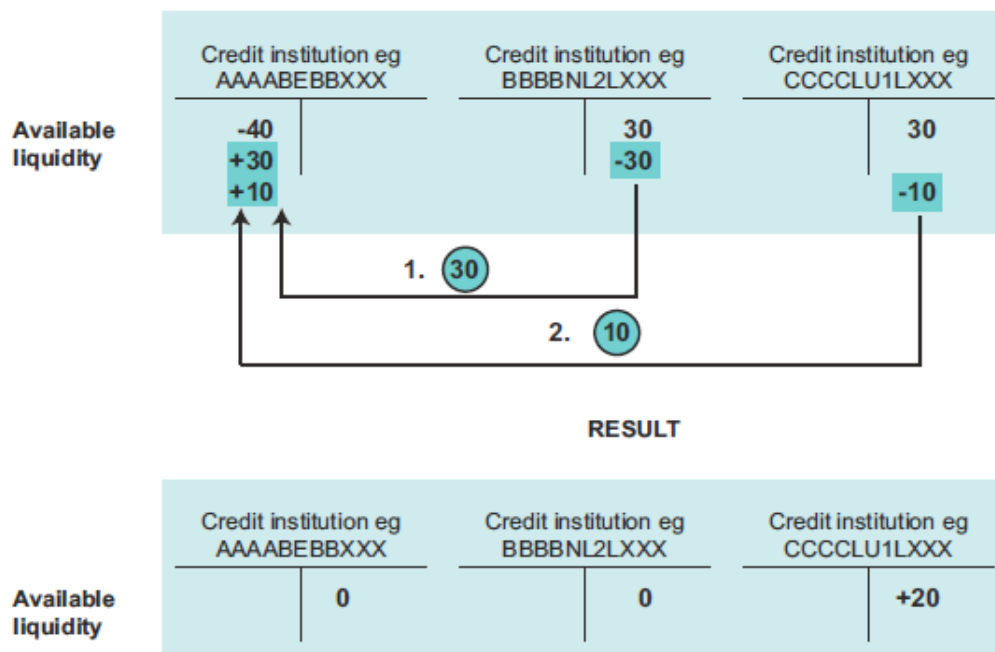 Credit institution eg
AAAABEBBXXX
Credit institution eg
BBBBNL2LXXX
Credit institution eg
CCCCLU1LXXX
Available
liquidity
-40
+30
+10
30
-30
30
-10
1. 30
2. 10
RESULT
Credit institution eg
AAAABEBBXXX
Credit institution eg
BBBBNL2LXXX
Credit institution eg
CCCCLU1LXXX
Available
liquidity
0
0
+20